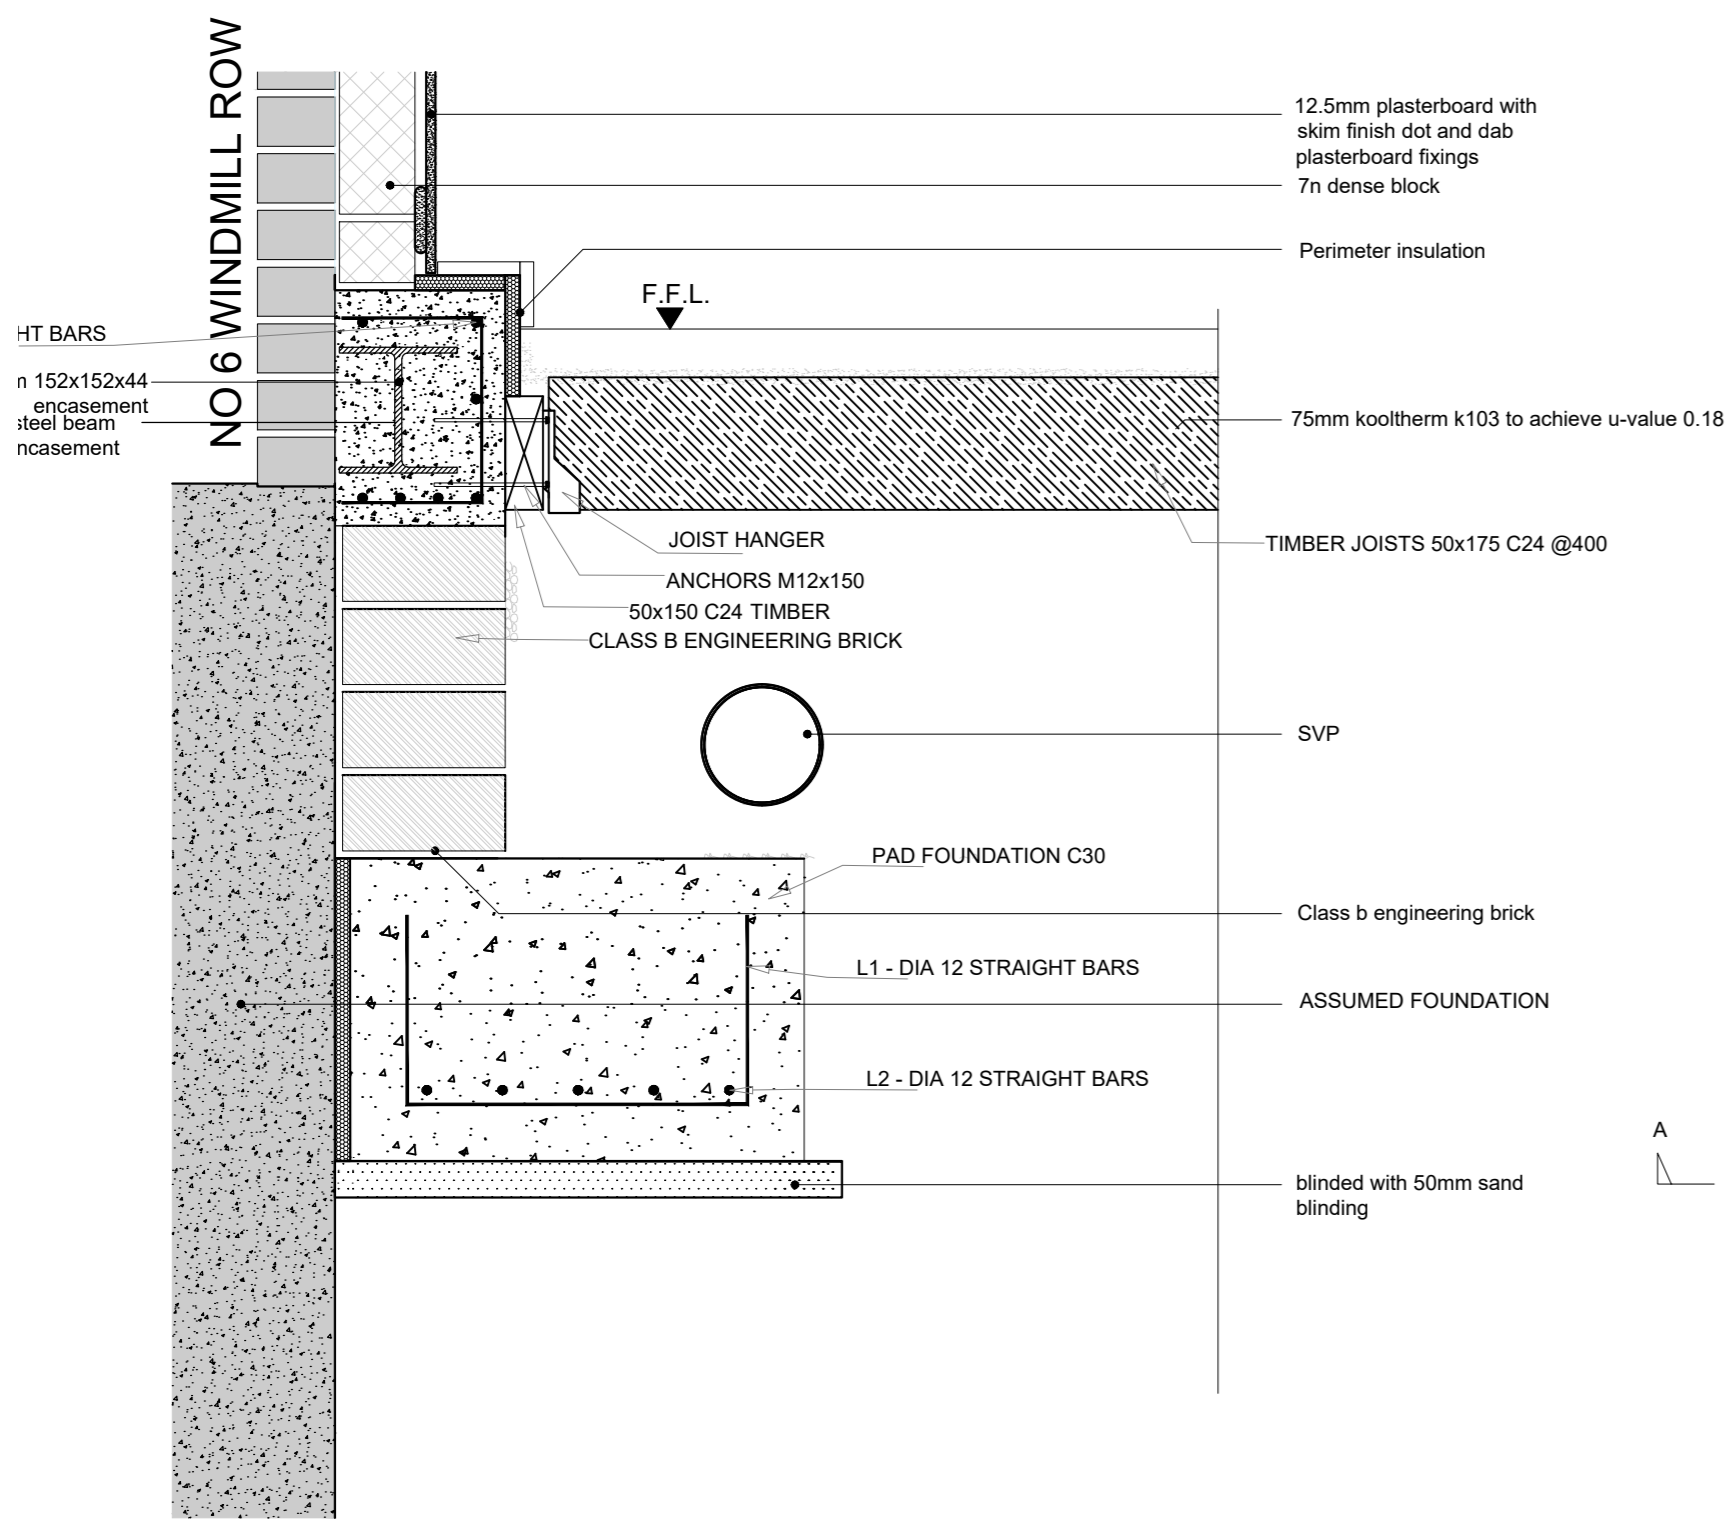 NO 6 WINDMILL ROW
12.5mm plasterboard with
skim finish dot and dab
plasterboard fixings
7n dense block
Perimeter insulation
F.F.L.
HT BARS
152x152x44
encasement
steel beam
ncasement
75mm kooltherm k103 to achieve u-value 0.18
JOIST HANGER
TIMBER JOISTS 50x175 C24 @400
ANCHORS M12x150
50x150 C24 TIMBER
CLASS B ENGINEERING BRICK
SVP
PAD FOUNDATION C30
Class b engineering brick
L1 - DIA 12 STRAIGHT BARS
ASSUMED FOUNDATION
L2 - DIA 12 STRAIGHT BARS
A
blinded with 50mm sand
blinding